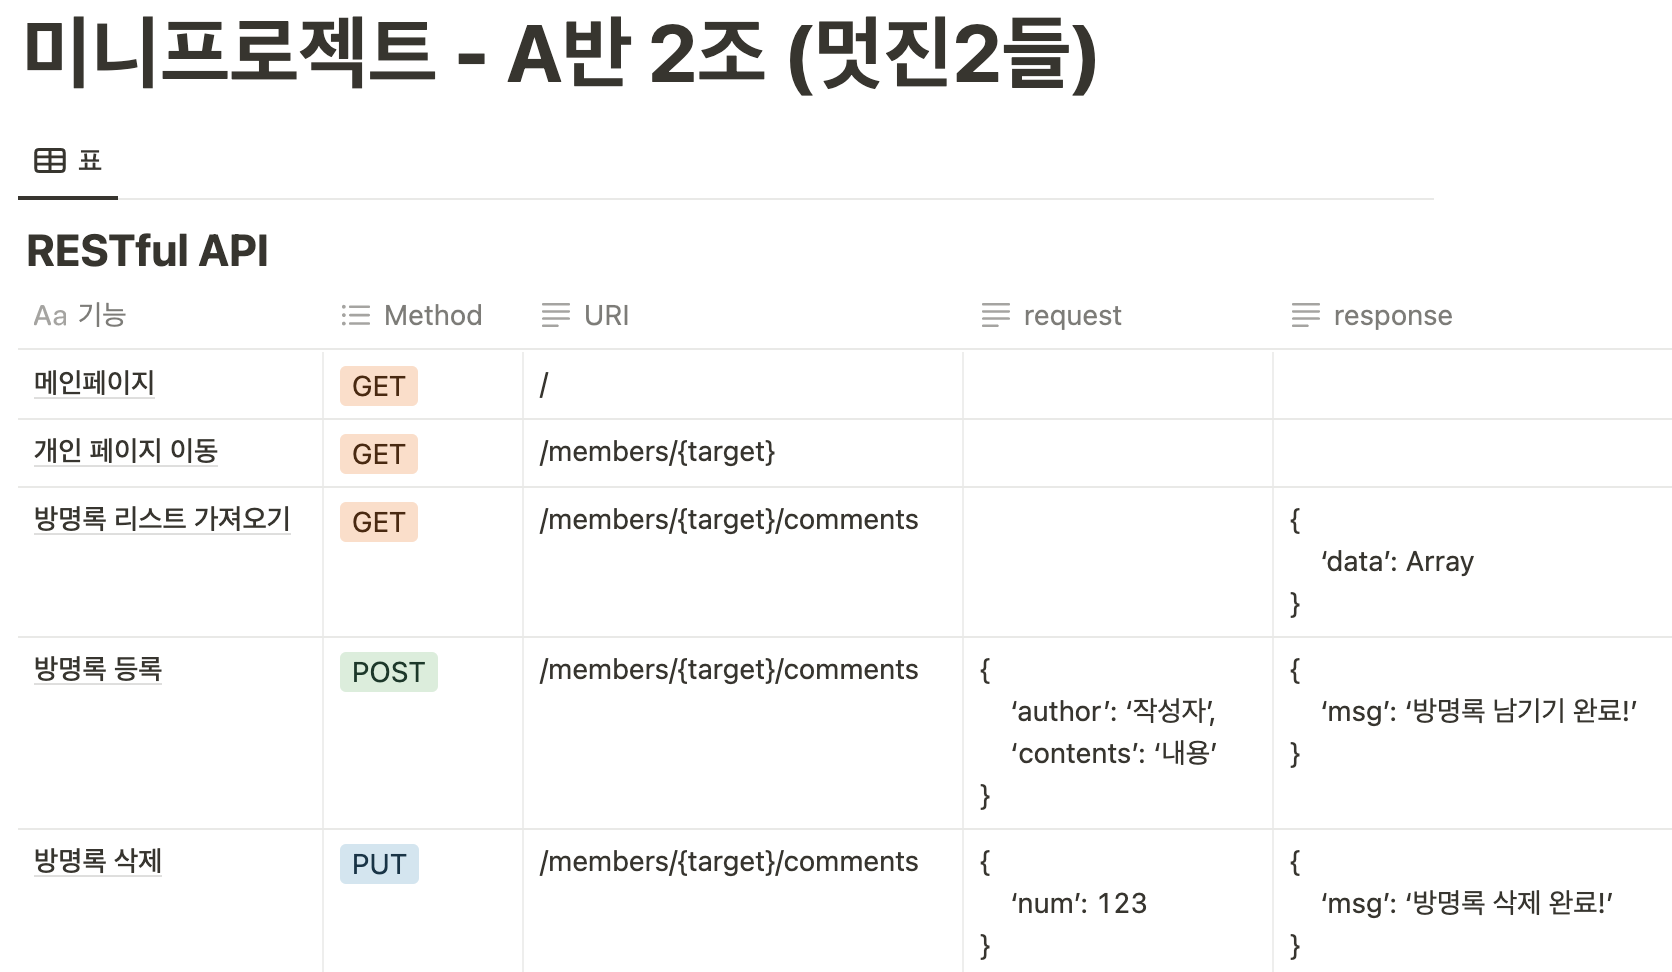 미니프로젝트 - A반 2조 (멋진2들)
표
RESTful API
Aa 기능 Method URI request response
메인페이지 GET /
개인 페이지 이동 GET /members/{target}
방명록 리스트 가져오기 GET /members/{target}/comments {
‘data’: Array
}
방명록 등록 POST /members/{target}/comments { {
‘author’: ‘작성자’, ‘msg’: ‘방명록 남기기 완료!’
‘contents’: ‘내용’ }
}
방명록 삭제 PUT /members/{target}/comments { {
‘num’: 123 ‘msg’: ‘방명록 삭제 완료!’
} }